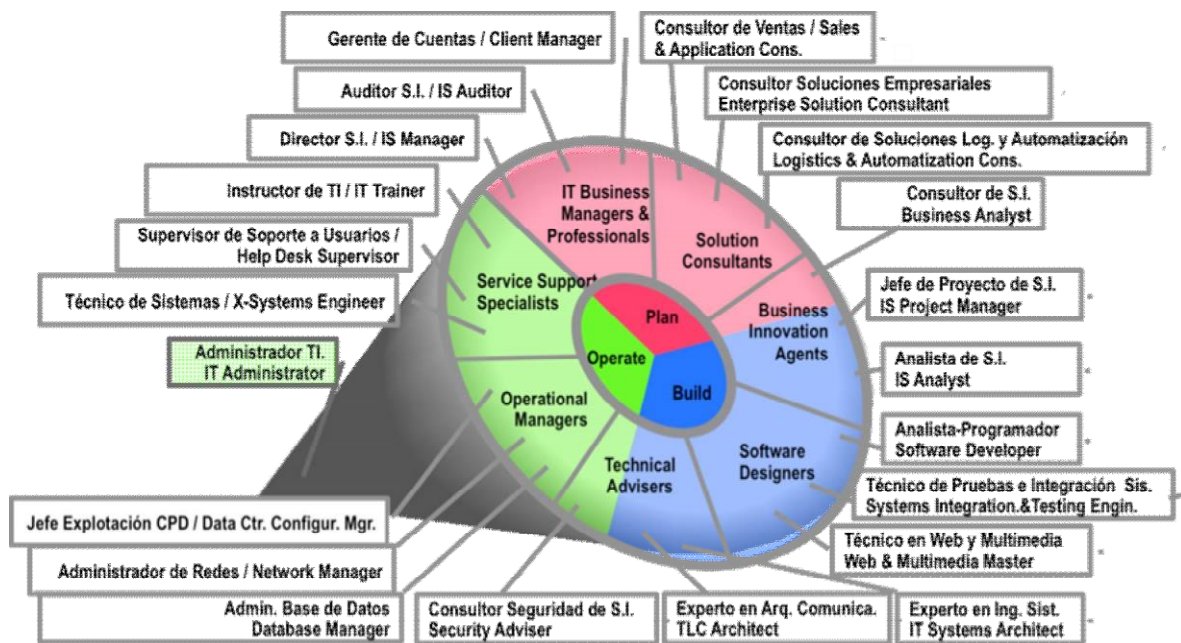 Gerente de Cuentas / Client Manager
Auditor S.I. / IS Auditor
Director S.I. / IS Manager
Instructor de TI / IT Trainer
Supervisor de Soporte a Usuarios /
Help Desk Supervisor
Técnico de Sistemas / X-Systems Engineer
Administrador TI.
IT Administrator
Jefe Explotación CPD / Data Ctr. Configur. Mgr.
Administrador de Redes / Network Manager
Admin. Base de Datos
Database Manager
Consultor Seguridad de S.I.
Security Adviser
Experto en Arq. Comunica.
TLC Architect
Experto en Ing. Sist.
IT Systems Architect
Consultor de Ventas / Sales
& Application Cons.
Consultor Soluciones Empresariales
Enterprise Solution Consultant
Consultor de Soluciones Log. y Automatización
Logistics & Automatization Cons.
Consultor de S.I.
Business Analyst
Jefe de Proyecto de S.I.
IS Project Manager
Analista de S.I.
IS Analyst
Analista-Programador
Software Developer
Técnico de Pruebas e Integración Sis.
Systems Integration.&Testing Engin.
Técnico en Web y Multimedia
Web & Multimedia Master
IT Business
Managers &
Professionals
Solution
Consultants
Business
Innovation
Agents
Software
Designers
Technical
Advisers
Operational
Managers
Service Support
Specialists
Plan
Operate
Build